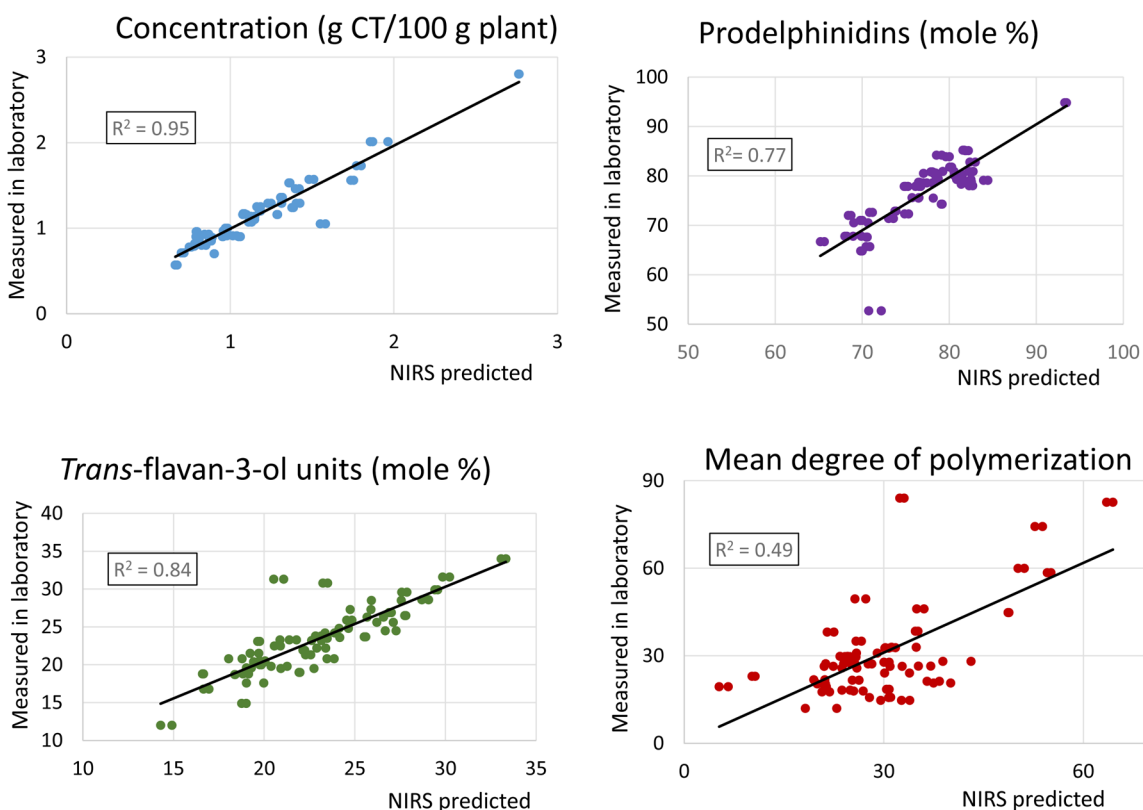 Concentration (g CT/100 g plant)
Measured in laboratory
3
2
1
0
R² = 0.95
0 1 2 3
NIRS predicted
Prodelphinidins (mole %)
Measured in laboratory
100
90
80
70
60
50
R²= 0.77
50 60 70 80 90 100
NIRS predicted
Trans-flavan-3-ol units (mole %)
Measured in laboratory
40
35
30
25
20
15
10
R² = 0.84
10 15 20 25 30 35
NIRS predicted
Mean degree of polymerization
Measured in laboratory
90
60
30
0
R² = 0.49
0 30 60
NIRS predicted